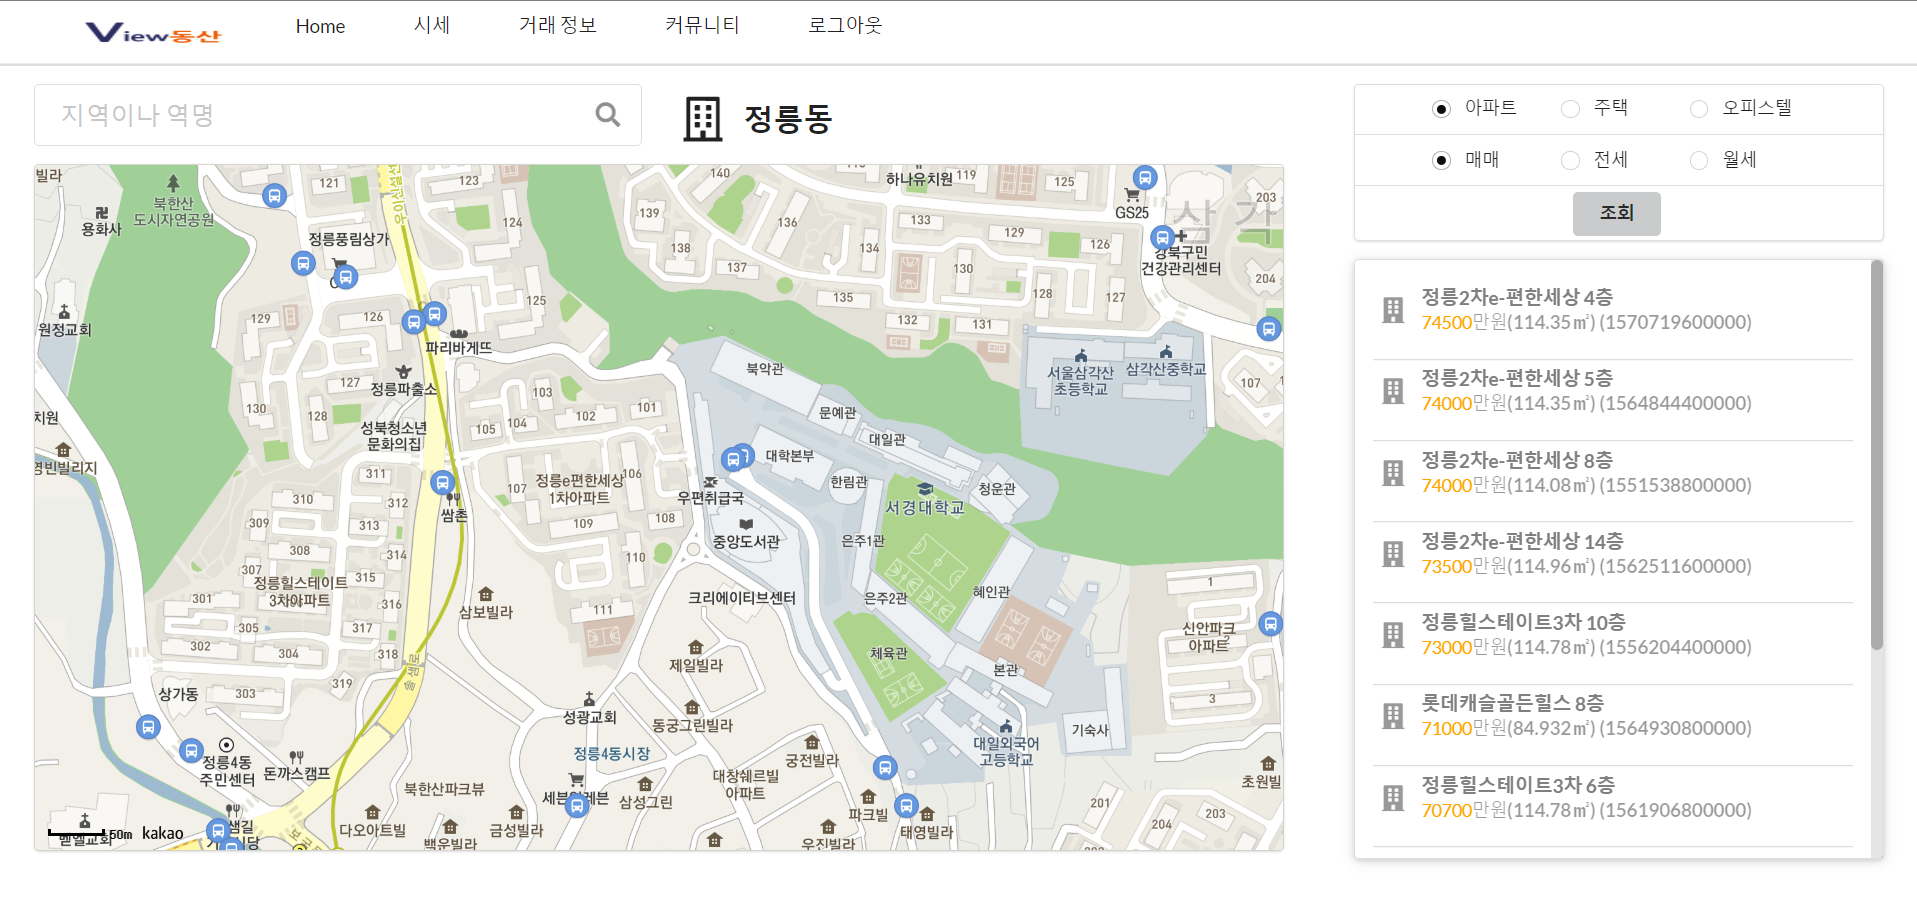 View동산
Home
시세
거래 정보
커뮤니티
로그아웃
지역이나 역명
정릉동
아파트
주택
오피스텔
매매
전세
월세
조회
정릉2차e-편한세상 4층
74500만원(114.35㎡) (1570719600000)
정릉2차e-편한세상 5층
74000만원(114.35㎡) (1564844400000)
정릉2차e-편한세상 8층
74000만원(114.08㎡) (1551538800000)
정릉2차e-편한세상 14층
73500만원(114.96㎡) (1562511600000)
정릉힐스테이트3차 10층
73000만원(114.78㎡) (1556204400000)
롯데캐슬골든힐스 8층
71000만원(84.932㎡) (1564930800000)
정릉힐스테이트3차 6층
70700만원(114.78㎡) (1561906800000)
빌라
121
123
북한산
도시자연공원
용화사
정릉풍림상가
124
125
139
140
136
138
137
134
135
133
하나유치원
119
125
129
126
130
128
127
132
131
GS25
삼각
강북구민
건강관리센터
204
원정교회
129
126
파리바게뜨
정릉파출소
127
130
128
성북청소년
문화의집
치원
103
102
101
105
104
106
107
정릉e편한세상
1차아파트
109
108
110
111
북악관
문예관
대일관
대학본부
한림관
청운관
우편취급국
중앙도서관
서경대학교
은주1관
은주2관
혜인관
크리에이티브센터
체육관
본관
기숙사
대일외국어
고등학교
서울삼각산
초등학교
삼각산중학교
107
311
310
312
309
313
308
314
307
정릉힐스테이트
3차아파트
315
316
302
304
317
318
303
319
쌈촌
솔샘로
상가동
삼보빌라
제일빌라
성광교회
동궁그린빌라
정릉4동시장
궁전빌라
대창쉐르빌
아파트
삼성그린
정릉4동
주민센터
돈까스캠프
북한산파크뷰
다오아트빌
백운빌라
금성빌라
우진빌라
파크빌
태영빌라
신안파크
아파트
1
3
초원빌
201
203
204
50m
kakao